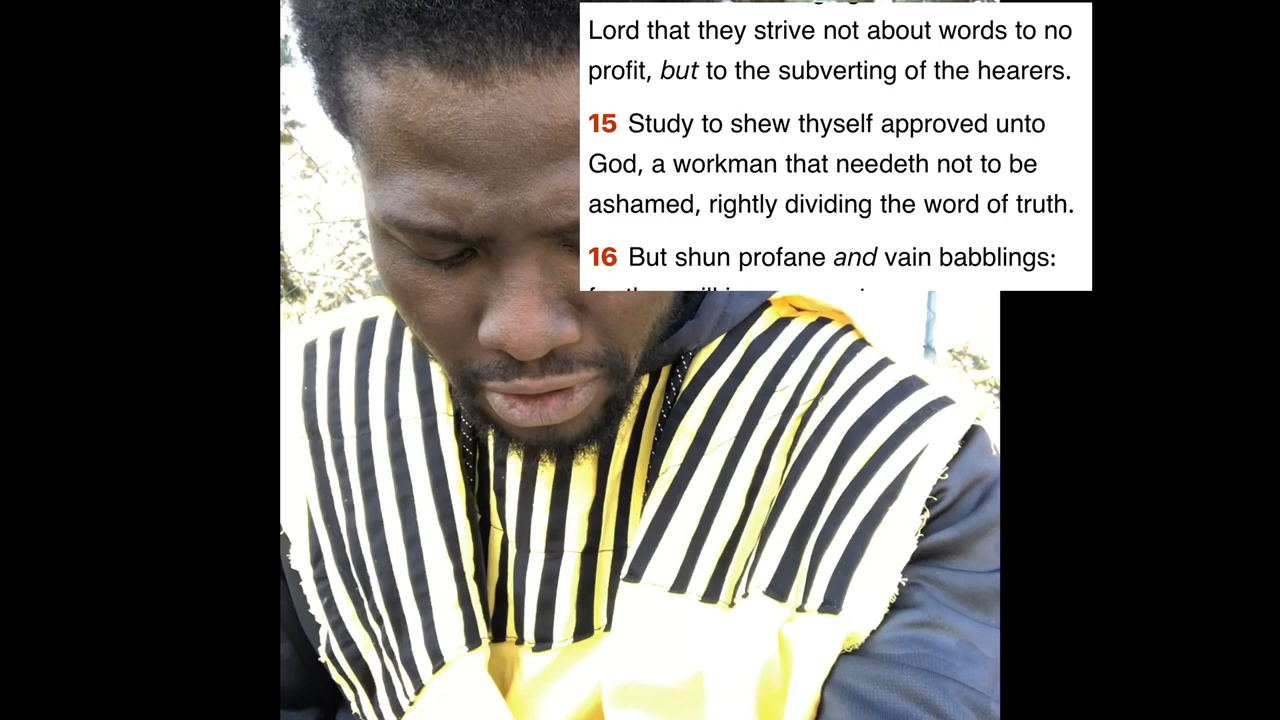 Lord that they strive not about words to no
profit, but to the subverting of the hearers.
15 Study to shew thyself approved unto
God, a workman that needeth not to be
ashamed, rightly dividing the word of truth.
16 But shun profane and vain babblings: